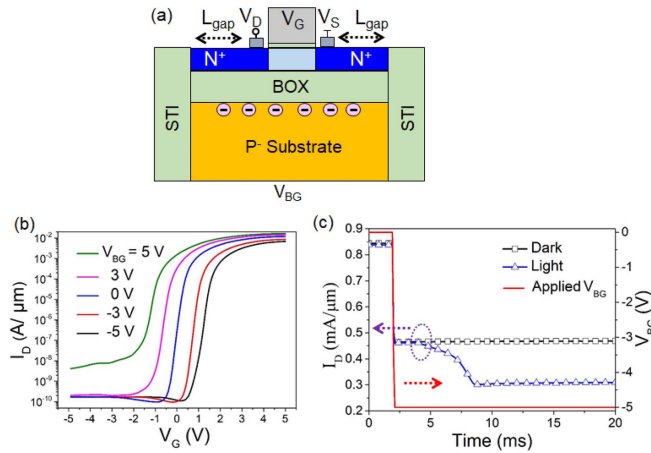 (a)
L_gap V_D V_G V_S L_gap
N⁺ N⁺
BOX
STI STI
P⁻ Substrate
V_BG
(b)
10⁻²
10⁻³
10⁻⁴
10⁻⁵
10⁻⁶
10⁻⁷
10⁻⁸
10⁻⁹
10⁻¹⁰
I_D (A/ μm)
V_BG = 5 V
3 V
0 V
-3 V
-5 V
-5 -4 -3 -2 -1 0 1 2 3 4 5
V_G (V)
(c)
0.9
0.8
0.7
0.6
0.5
0.4
0.3
0.2
I_D (mA/μm)
Dark
Light
Applied V_BG
0
-1
-2
-3
-4
-5
V_BG (V)
0 5 10 15 20
Time (ms)